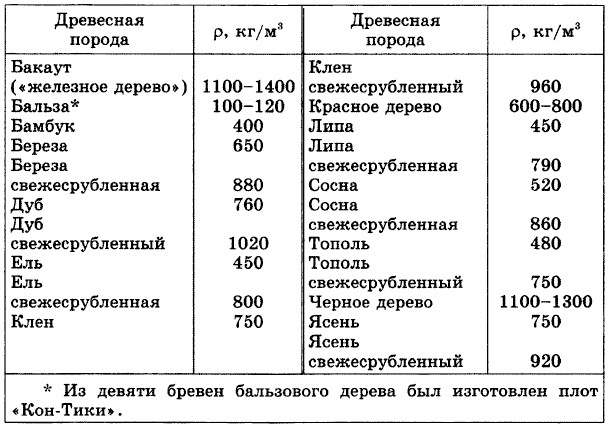 Древесная порода | ρ, кг/м³ | Древесная порода | ρ, кг/м³
Бакаут | | Клен
(«железное дерево») | 1100–1400 | свежесрубленный | 960
Бальза* | 100–120 | Красное дерево | 600–800
Бамбук | 400 | Липа | 450
Береза | 650 | Липа
Береза | | свежесрубленная | 790
свежесрубленная | 880 | Сосна | 520
Дуб | 760 | Сосна
Дуб | | свежесрубленная | 860
свежесрубленный | 1020 | Тополь | 480
Ель | 450 | Тополь
Ель | | свежесрубленный | 750
свежесрубленная | 800 | Черное дерево | 1100–1300
Клен | 750 | Ясень | 750
Ясень
свежесрубленный | 920
* Из девяти бревен бальзового дерева был изготовлен плот
«Кон-Тики».